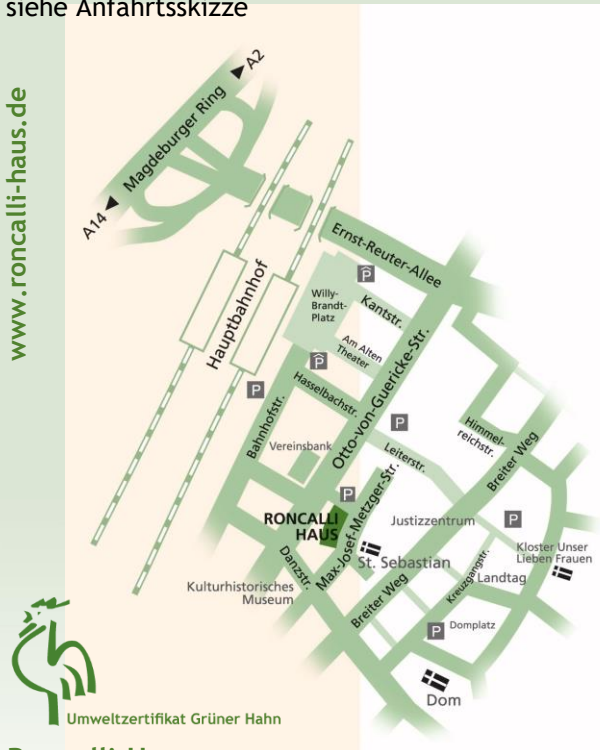 siehe Anfahrtsskizze
www.roncalli-haus.de
A2
Magdeburger Ring
A14
Ernst-Reuter-Allee
P
Willy-
Brandt-
Platz
Kantstr.
Hauptbahnhof
Am Alten
Theater
P
P
Hasselbachstr.
Otto-von-Guericke-Str.
Bahnhofstr.
P
Himmel-
reichstr.
Vereinsbank
Leiterstr.
Breiter Weg
P
RONCALLI
HAUS
Max-Josef-Metzger-Str.
Justizzentrum
P
Danzstr.
St. Sebastian
Kloster Unser
Lieben Frauen
Kreuzgangstr.
Landtag
Kulturhistorisches
Museum
Breiter Weg
P
Domplatz
Dom
Umweltzertifikat Grüner Hahn